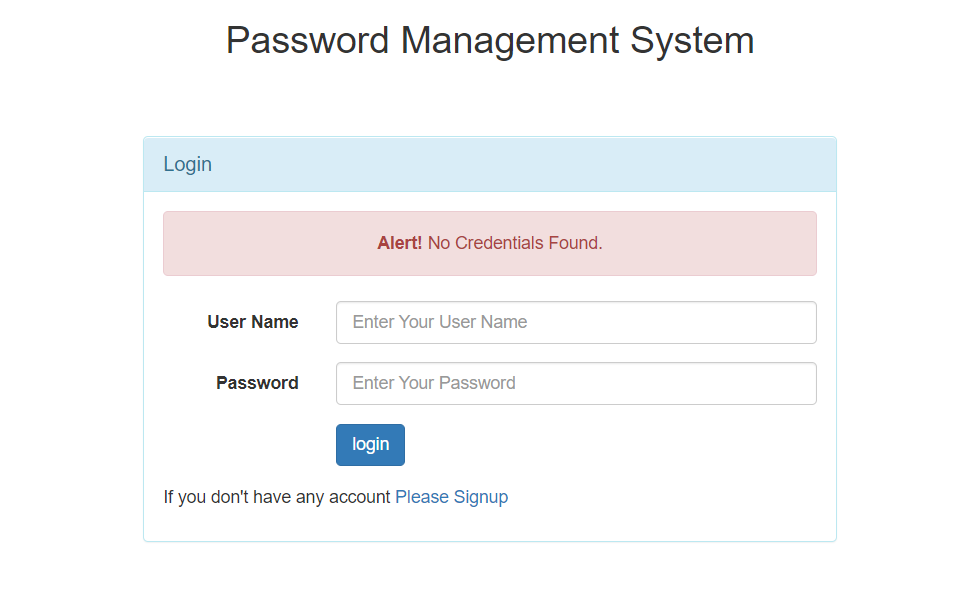 Password Management System
Login
Alert! No Credentials Found.
User Name
Enter Your User Name
Password
Enter Your Password
login
If you don't have any account Please Signup